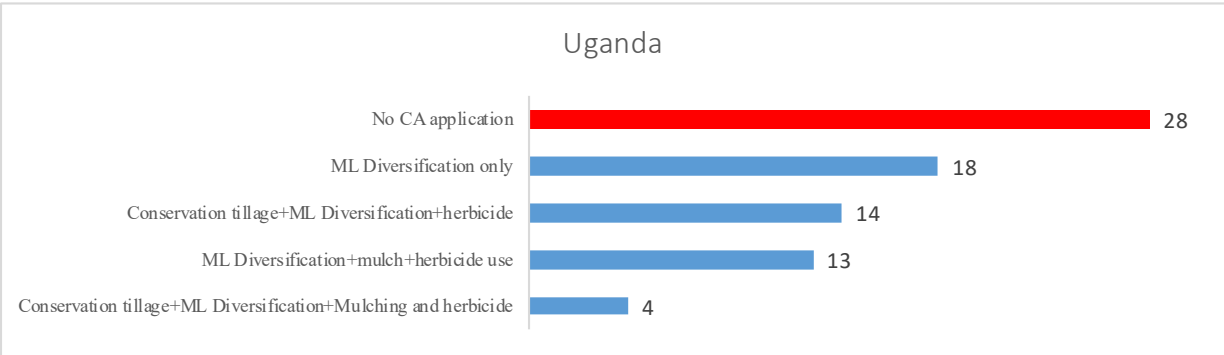 Uganda
No CA application
28
ML Diversification only
18
Conservation tillage+ML Diversification+herbicide
14
ML Diversification+mulch+herbicide use
13
Conservation tillage+ML Diversification+Mulching and herbicide
4